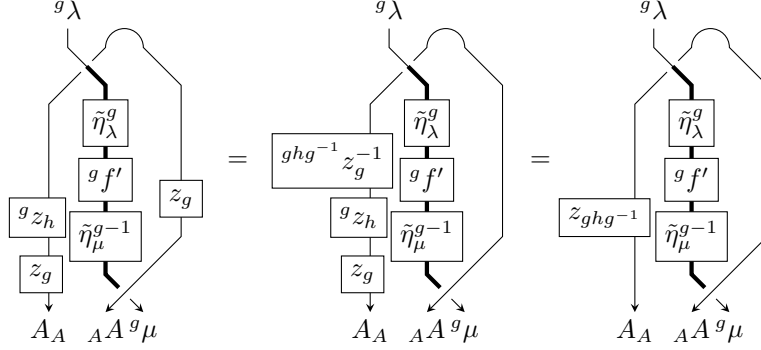 ᵍλ ᵍλ ᵍλ
η̃^g_λ η̃^g_λ η̃^g_λ
= ^{ghg^{-1}}z_g^{-1} =
ᵍf′ ᵍf′ ᵍf′
z_g
ᵍz_h ᵍz_h z_{ghg^{-1}}
η̃_μ^{g−1} η̃_μ^{g−1} η̃_μ^{g−1}
z_g z_g
A_A _AA ᵍμ A_A _AA ᵍμ A_A _AA ᵍμ